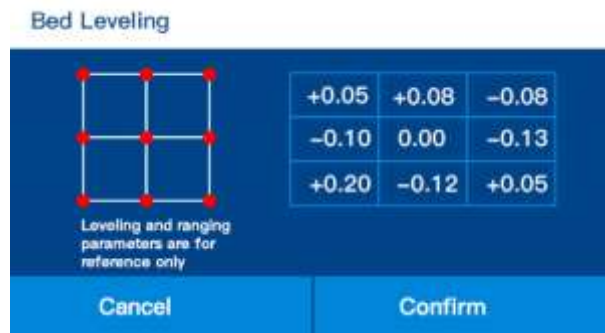 Bed Leveling
+0.05 +0.08 −0.08
−0.10 0.00 −0.13
+0.20 −0.12 +0.05
Leveling and ranging
parameters are for
reference only
Cancel Confirm